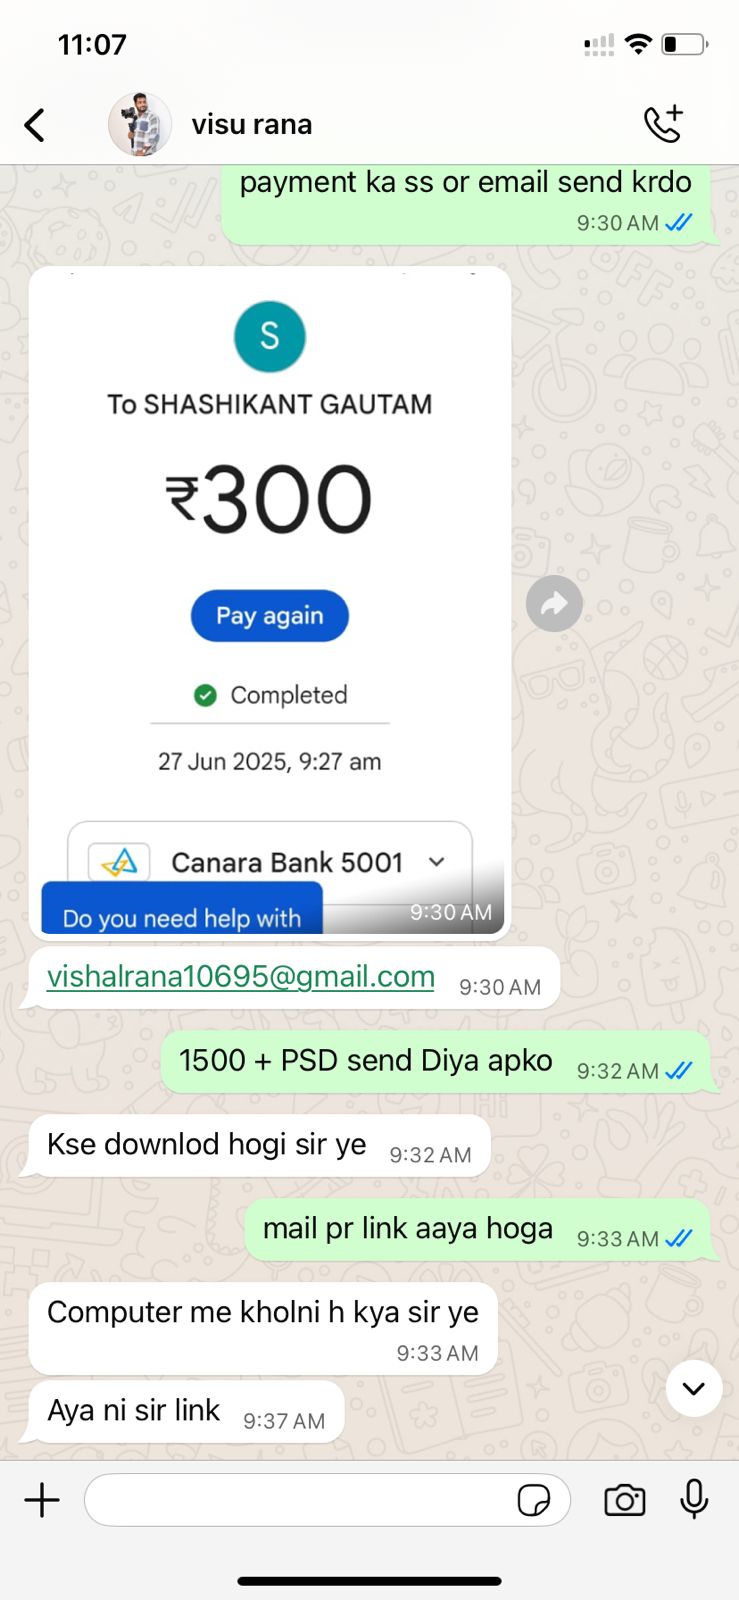 11:07
visu rana
payment ka ss or email send krdo
9:30 AM
S
To SHASHIKANT GAUTAM
₹300
Pay again
Completed
27 Jun 2025, 9:27 am
Canara Bank 5001
Do you need help with
9:30 AM
vishalrana10695@gmail.com 9:30 AM
1500 + PSD send Diya apko 9:32 AM
Kse downlod hogi sir ye 9:32 AM
mail pr link aaya hoga 9:33 AM
Computer me kholni h kya sir ye
9:33 AM
Aya ni sir link 9:37 AM